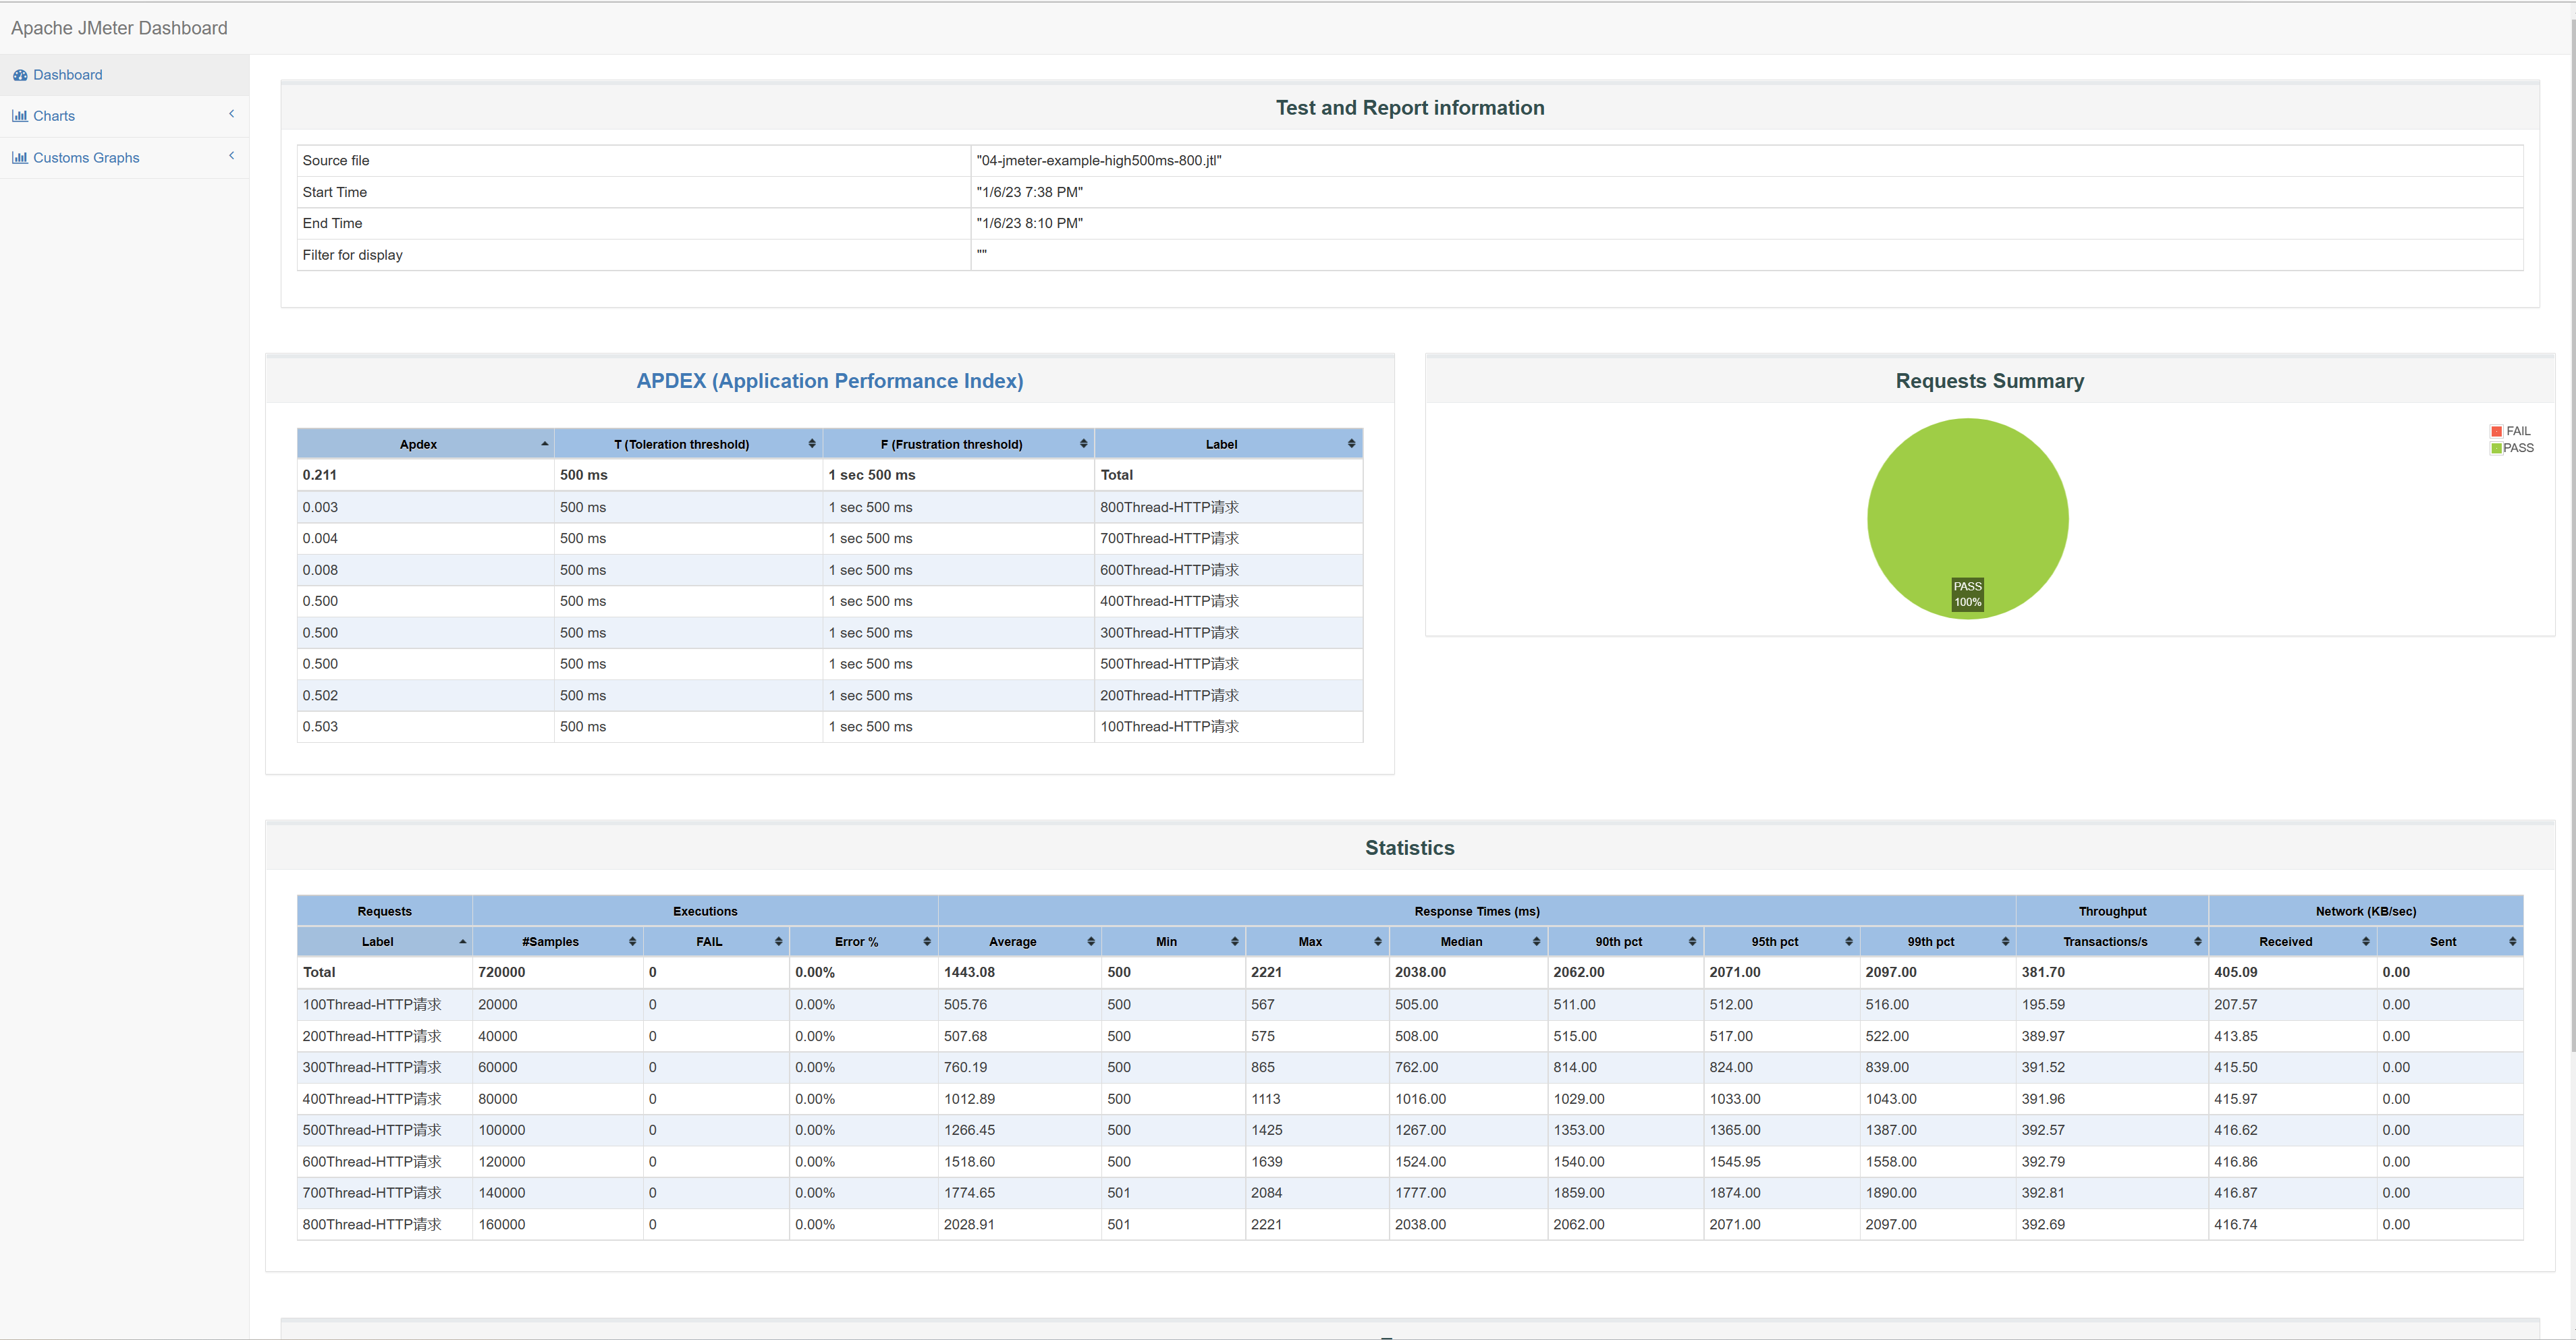 Apache JMeter Dashboard
Dashboard
Charts
Customs Graphs
Test and Report information
Source file "04-jmeter-example-high500ms-800.jtl"
Start Time "1/6/23 7:38 PM"
End Time "1/6/23 8:10 PM"
Filter for display ""
APDEX (Application Performance Index)
Apdex T (Toleration threshold) F (Frustration threshold) Label
0.211 500 ms 1 sec 500 ms Total
0.003 500 ms 1 sec 500 ms 800Thread-HTTP请求
0.004 500 ms 1 sec 500 ms 700Thread-HTTP请求
0.008 500 ms 1 sec 500 ms 600Thread-HTTP请求
0.500 500 ms 1 sec 500 ms 400Thread-HTTP请求
0.500 500 ms 1 sec 500 ms 300Thread-HTTP请求
0.500 500 ms 1 sec 500 ms 500Thread-HTTP请求
0.502 500 ms 1 sec 500 ms 200Thread-HTTP请求
0.503 500 ms 1 sec 500 ms 100Thread-HTTP请求
Requests Summary
FAIL
PASS
PASS
100%
Statistics
Requests Executions Response Times (ms) Throughput Network (KB/sec)
Label #Samples FAIL Error % Average Min Max Median 90th pct 95th pct 99th pct Transactions/s Received Sent
Total 720000 0 0.00% 1443.08 500 2221 2038.00 2062.00 2071.00 2097.00 381.70 405.09 0.00
100Thread-HTTP请求 20000 0 0.00% 505.76 500 567 505.00 511.00 512.00 516.00 195.59 207.57 0.00
200Thread-HTTP请求 40000 0 0.00% 507.68 500 575 508.00 515.00 517.00 522.00 389.97 413.85 0.00
300Thread-HTTP请求 60000 0 0.00% 760.19 500 865 762.00 814.00 824.00 839.00 391.52 415.50 0.00
400Thread-HTTP请求 80000 0 0.00% 1012.89 500 1113 1016.00 1029.00 1033.00 1043.00 391.96 415.97 0.00
500Thread-HTTP请求 100000 0 0.00% 1266.45 500 1425 1267.00 1353.00 1365.00 1387.00 392.57 416.62 0.00
600Thread-HTTP请求 120000 0 0.00% 1518.60 500 1639 1524.00 1540.00 1545.95 1558.00 392.79 416.86 0.00
700Thread-HTTP请求 140000 0 0.00% 1774.65 501 2084 1777.00 1859.00 1874.00 1890.00 392.81 416.87 0.00
800Thread-HTTP请求 160000 0 0.00% 2028.91 501 2221 2038.00 2062.00 2071.00 2097.00 392.69 416.74 0.00